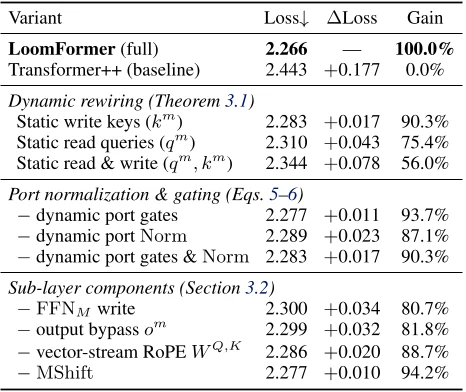 Variant Loss↓ ΔLoss Gain
LoomFormer (full) 2.266 — 100.0%
Transformer++ (baseline) 2.443 +0.177 0.0%
Dynamic rewiring (Theorem 3.1)
Static write keys (k^m) 2.283 +0.017 90.3%
Static read queries (q^m) 2.310 +0.043 75.4%
Static read & write (q^m, k^m) 2.344 +0.078 56.0%
Port normalization & gating (Eqs. 5–6)
− dynamic port gates 2.277 +0.011 93.7%
− dynamic port Norm 2.289 +0.023 87.1%
− dynamic port gates & Norm 2.283 +0.017 90.3%
Sub-layer components (Section 3.2)
− FFN_M write 2.300 +0.034 80.7%
− output bypass o^m 2.299 +0.032 81.8%
− vector-stream RoPE W^{Q,K} 2.286 +0.020 88.7%
− MShift 2.277 +0.010 94.2%